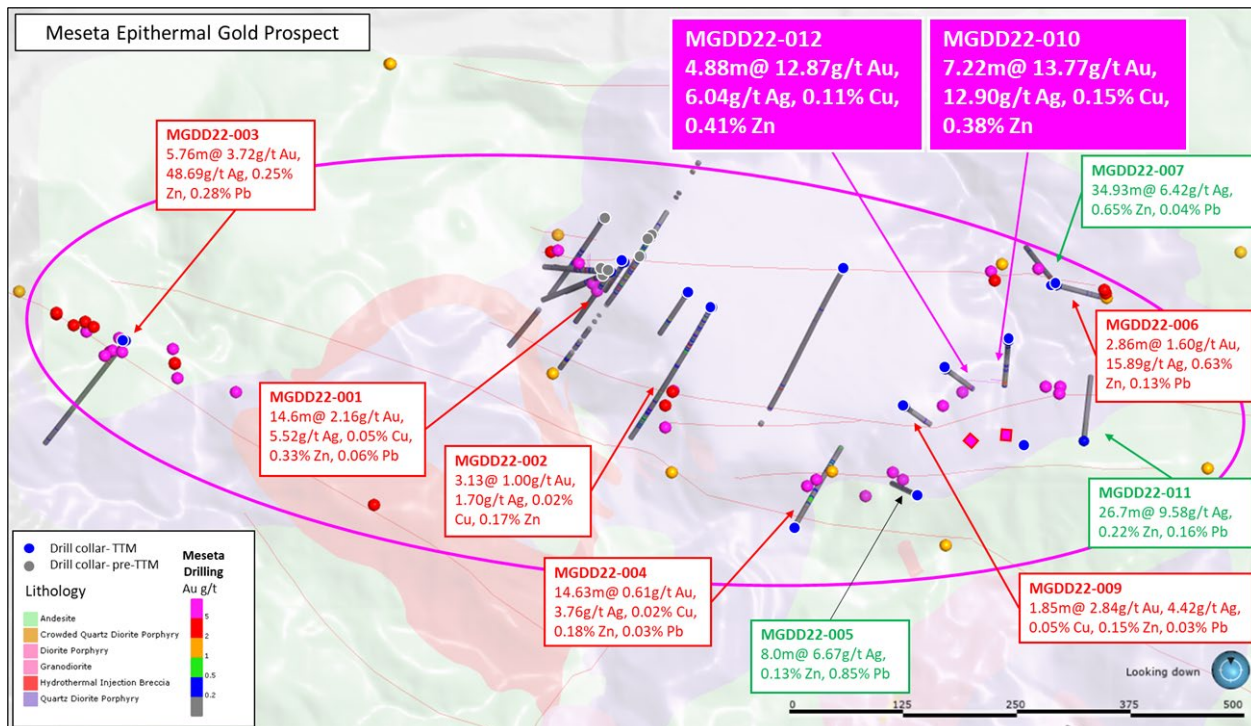 Meseta Epithermal Gold Prospect
MGDD22-012
4.88m@ 12.87g/t Au,
6.04g/t Ag, 0.11% Cu,
0.41% Zn
MGDD22-010
7.22m@ 13.77g/t Au,
12.90g/t Ag, 0.15% Cu,
0.38% Zn
MGDD22-003
5.76m@ 3.72g/t Au,
48.69g/t Ag, 0.25%
Zn, 0.28% Pb
MGDD22-007
34.93m@ 6.42g/t Ag,
0.65% Zn, 0.04% Pb
MGDD22-006
2.86m@ 1.60g/t Au,
15.89g/t Ag, 0.63%
Zn, 0.13% Pb
MGDD22-001
14.6m@ 2.16g/t Au,
5.52g/t Ag, 0.05% Cu,
0.33% Zn, 0.06% Pb
MGDD22-002
3.13@ 1.00g/t Au,
1.70g/t Ag, 0.02%
Cu, 0.17% Zn
MGDD22-011
26.7m@ 9.58g/t Ag,
0.22% Zn, 0.16% Pb
MGDD22-004
14.63m@ 0.61g/t Au,
3.76g/t Ag, 0.02% Cu,
0.18% Zn, 0.03% Pb
MGDD22-005
8.0m@ 6.67g/t Ag,
0.13% Zn, 0.85% Pb
MGDD22-009
1.85m@ 2.84g/t Au, 4.42g/t Ag,
0.05% Cu, 0.15% Zn, 0.03% Pb
Drill collar- TTM
Drill collar- pre-TTM
Lithology
Andesite
Crowded Quartz Diorite Porphyry
Diorite Porphyry
Granodiorite
Hydrothermal Injection Breccia
Quartz Diorite Porphyry
Meseta
Drilling
Au g/t
5
2
1
0.5
0.2
Looking down
0 125 250 375 500